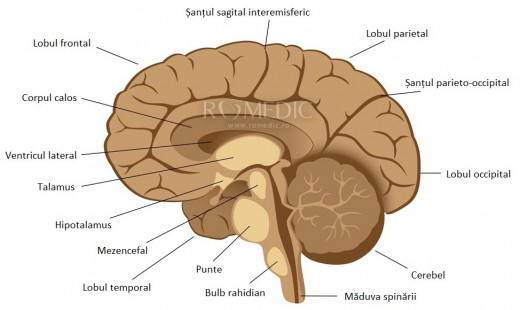 Șanțul sagital interemisferic
Lobul parietal
Lobul frontal
Șanțul parieto-occipital
Corpul calos
ROMEDIC
www.romedic.ro
Ventricul lateral
Lobul occipital
Talamus
Hipotalamus
Mezencefal
Punte
Cerebel
Lobul temporal
Bulb rahidian
Măduva spinării